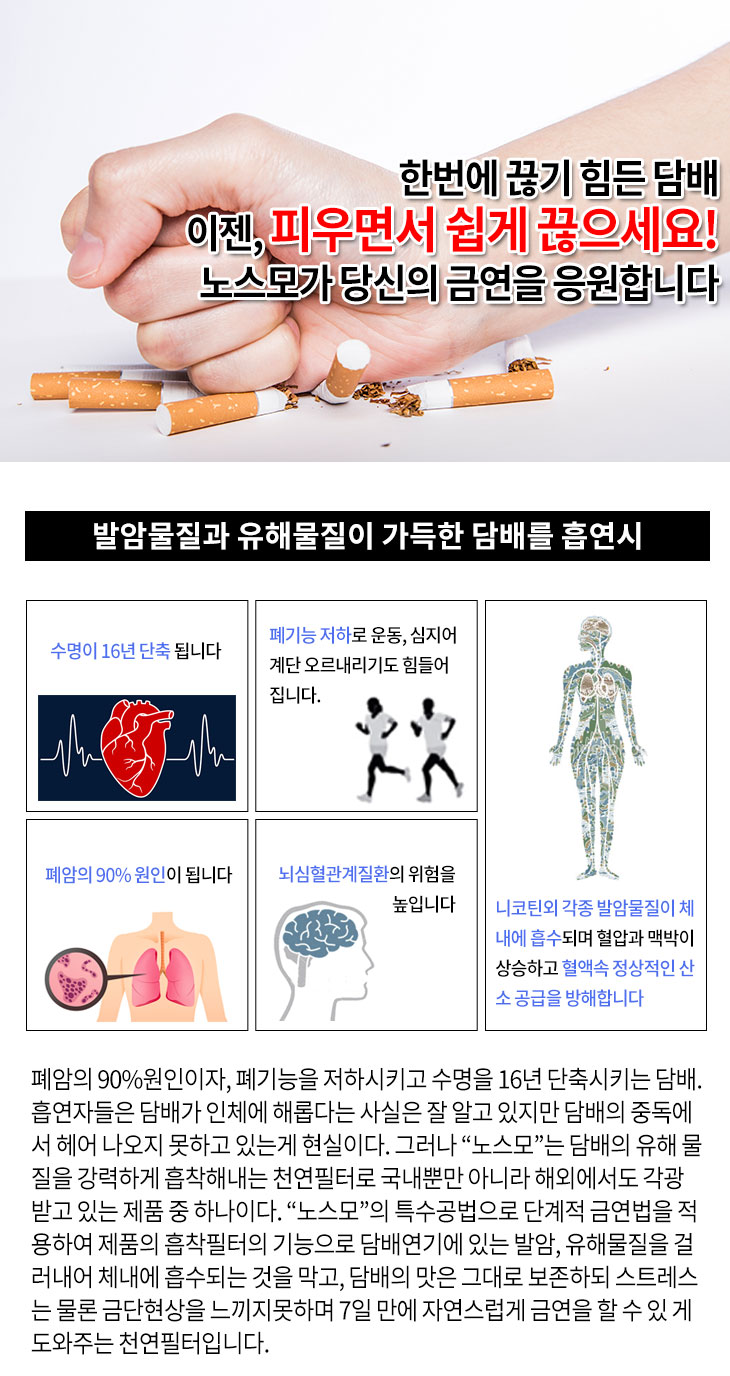 한번에 끊기 힘든 담배
이젠, 피우면서 쉽게 끊으세요!
노스모가 당신의 금연을 응원합니다
발암물질과 유해물질이 가득한 담배를 흡연시
수명이 16년 단축 됩니다
폐기능 저하로 운동, 심지어
계단 오르내리기도 힘들어
집니다.
폐암의 90% 원인이 됩니다
뇌심혈관계질환의 위험을
높입니다
니코틴외 각종 발암물질이 체
내에 흡수되며 혈압과 맥박이
상승하고 혈액속 정상적인 산
소 공급을 방해합니다
폐암의 90%원인이자, 폐기능을 저하시키고 수명을 16년 단축시키는 담배.
흡연자들은 담배가 인체에 해롭다는 사실은 잘 알고 있지만 담배의 중독에
서 헤어 나오지 못하고 있는게 현실이다. 그러나 “노스모”는 담배의 유해 물
질을 강력하게 흡착해내는 천연필터로 국내뿐만 아니라 해외에서도 각광
받고 있는 제품 중 하나이다. “노스모”의 특수공법으로 단계적 금연법을 적
용하여 제품의 흡착필터의 기능으로 담배연기에 있는 발암, 유해물질을 걸
러내어 체내에 흡수되는 것을 막고, 담배의 맛은 그대로 보존하되 스트레스
는 물론 금단현상을 느끼지못하며 7일 만에 자연스럽게 금연을 할 수 있 게
도와주는 천연필터입니다.